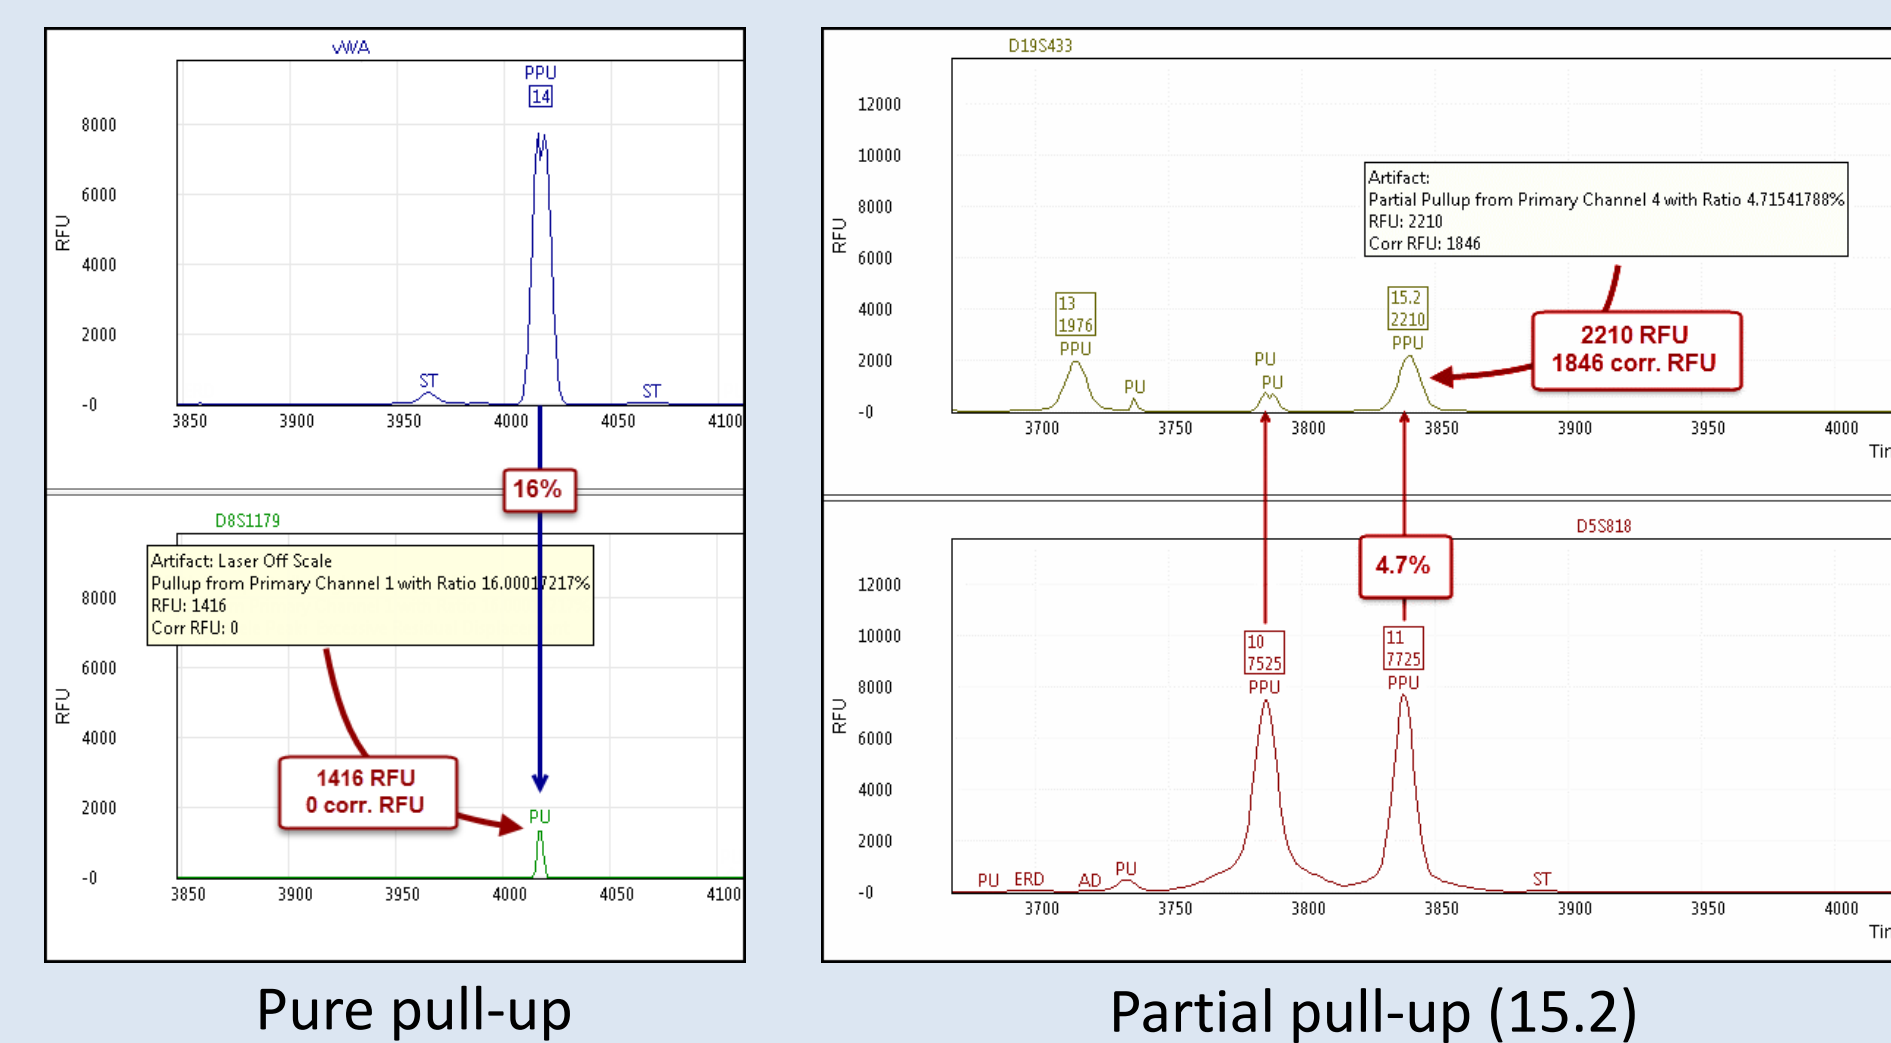 vWA
PPU
14
8000
6000
4000
2000
-0
RFU
ST
ST
3850 3900 3950 4000 4050 4100
16%
D8S1179
Artifact: Laser Off Scale
Pullup from Primary Channel 1 with Ratio 16.00017217%
RFU: 1416
Corr RFU: 0
8000
6000
4000
2000
-0
RFU
1416 RFU
0 corr. RFU
PU
3850 3900 3950 4000 4050 4100
Pure pull-up
D19S433
12000
10000
8000
6000
4000
2000
-0
RFU
Artifact:
Partial Pullup from Primary Channel 4 with Ratio 4.71541788%
RFU: 2210
Corr RFU: 1846
13
1976
PPU
PU
PU
PU
15.2
2210
PPU
2210 RFU
1846 corr. RFU
3700 3750 3800 3850 3900 3950 4000
Tir
D5S818
4.7%
12000
10000
8000
6000
4000
2000
-0
RFU
10
7525
PPU
11
7725
PPU
PU ERD AD PU ST
3700 3750 3800 3850 3900 3950 4000
Tir
Partial pull-up (15.2)